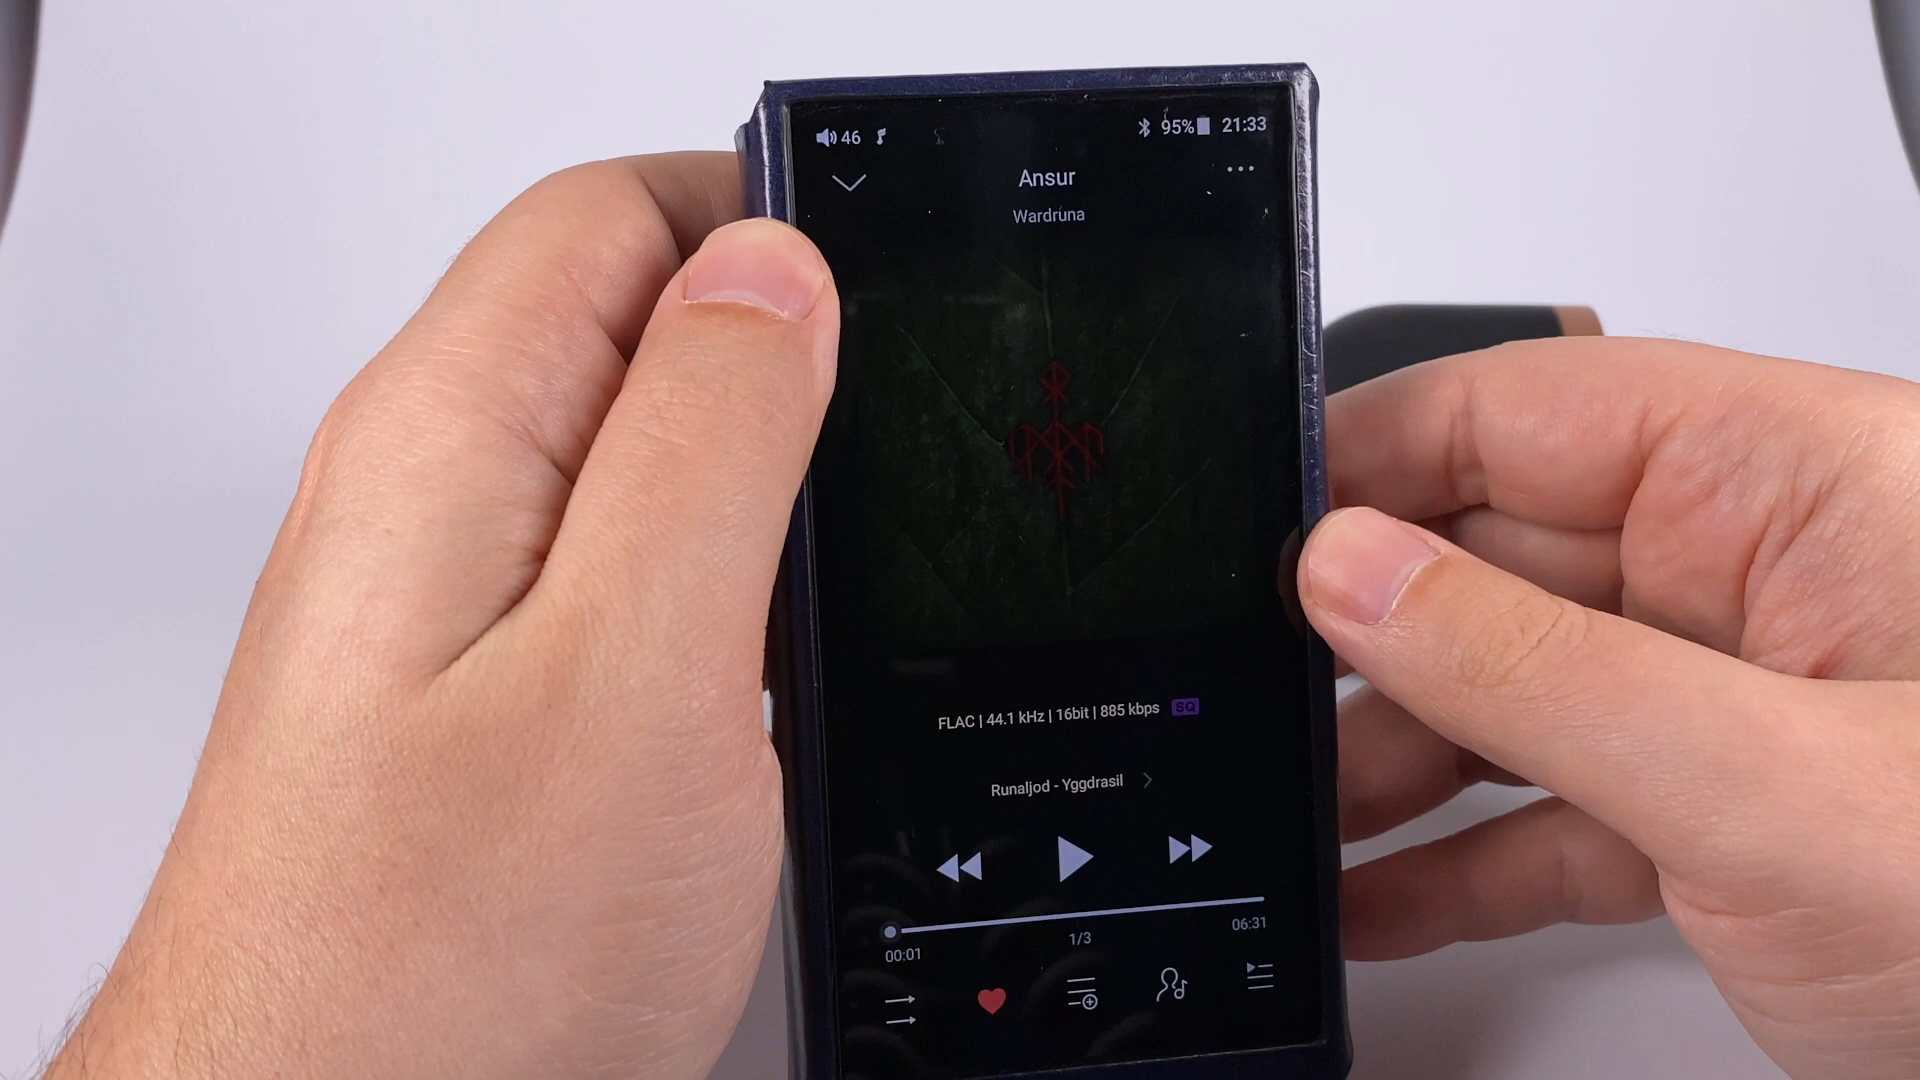 46
95% 21:33
Ansur
Wardruna
FLAC | 44.1 kHz | 16bit | 885 kbps SQ
Runaljod - Yggdrasil
00:01 1/3 06:31